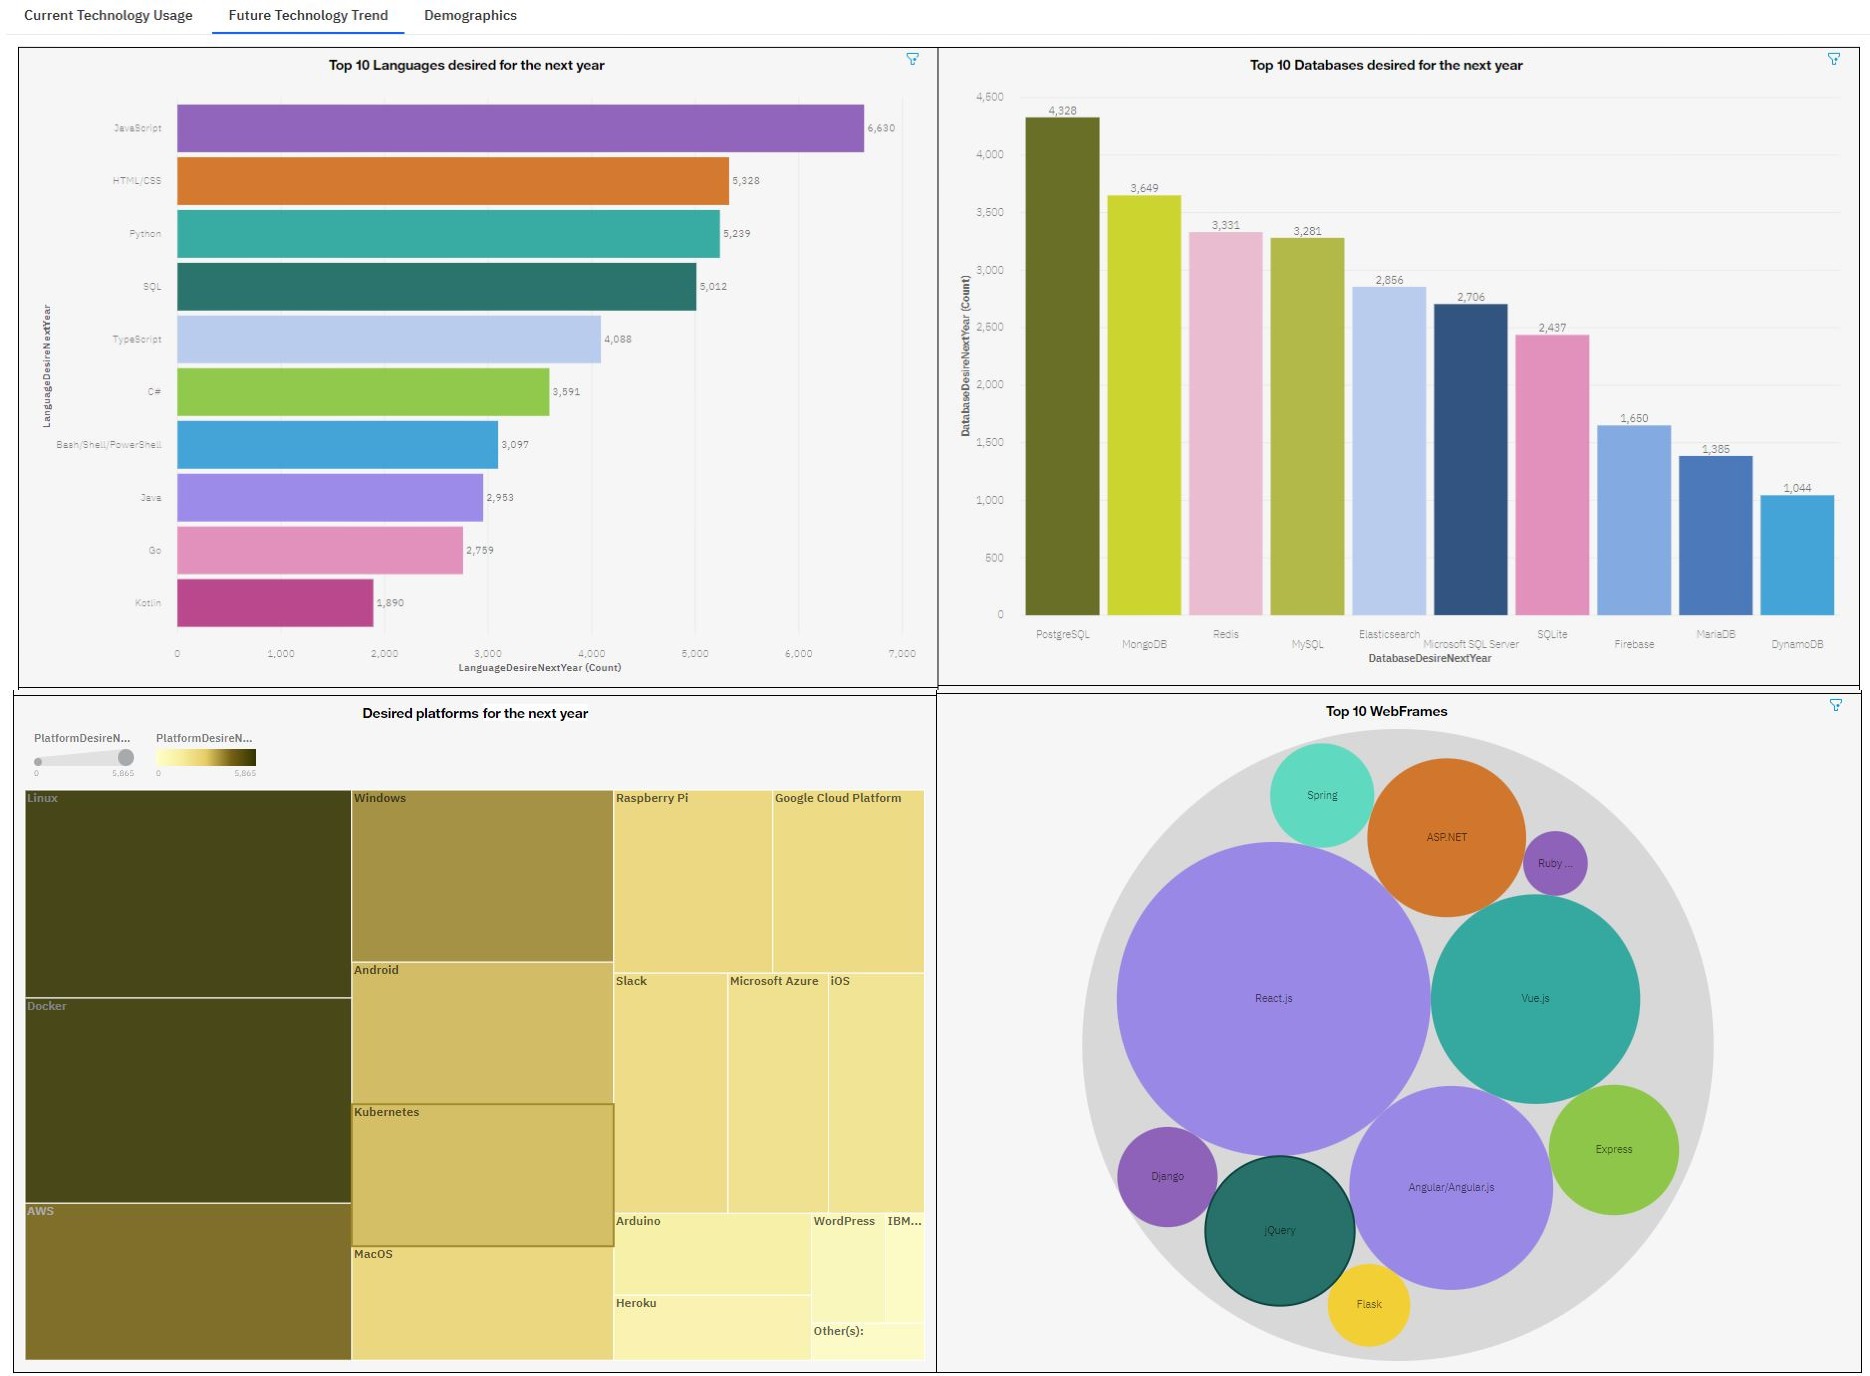 Current Technology Usage
Future Technology Trend
Demographics
Top 10 Languages desired for the next year
LanguageDesireNextYear
JavaScript
6,630
HTML/CSS
5,328
Python
5,239
SQL
5,012
TypeScript
4,088
C#
3,591
Bash/Shell/PowerShell
3,097
Java
2,953
Go
2,759
Kotlin
1,890
0
1,000
2,000
3,000
4,000
5,000
6,000
7,000
LanguageDesireNextYear (Count)
Top 10 Databases desired for the next year
DatabaseDesireNextYear (Count)
4,500
4,000
3,500
3,000
2,500
2,000
1,500
1,000
500
0
4,328
3,649
3,331
3,281
2,856
2,706
2,437
1,650
1,385
1,044
PostgreSQL
MongoDB
Redis
MySQL
Elasticsearch
Microsoft SQL Server
SQLite
Firebase
MariaDB
DynamoDB
DatabaseDesireNextYear
Desired platforms for the next year
PlatformDesireN...
0
5,865
PlatformDesireN...
0
5,865
Linux
Docker
AWS
Windows
Android
Kubernetes
MacOS
Raspberry Pi
Google Cloud Platform
Slack
Microsoft Azure
iOS
Arduino
Heroku
WordPress
IBM...
Other(s):
Top 10 WebFrames
Spring
ASP.NET
Ruby ...
React.js
Vue.js
Express
Django
Angular/Angular.js
jQuery
Flask